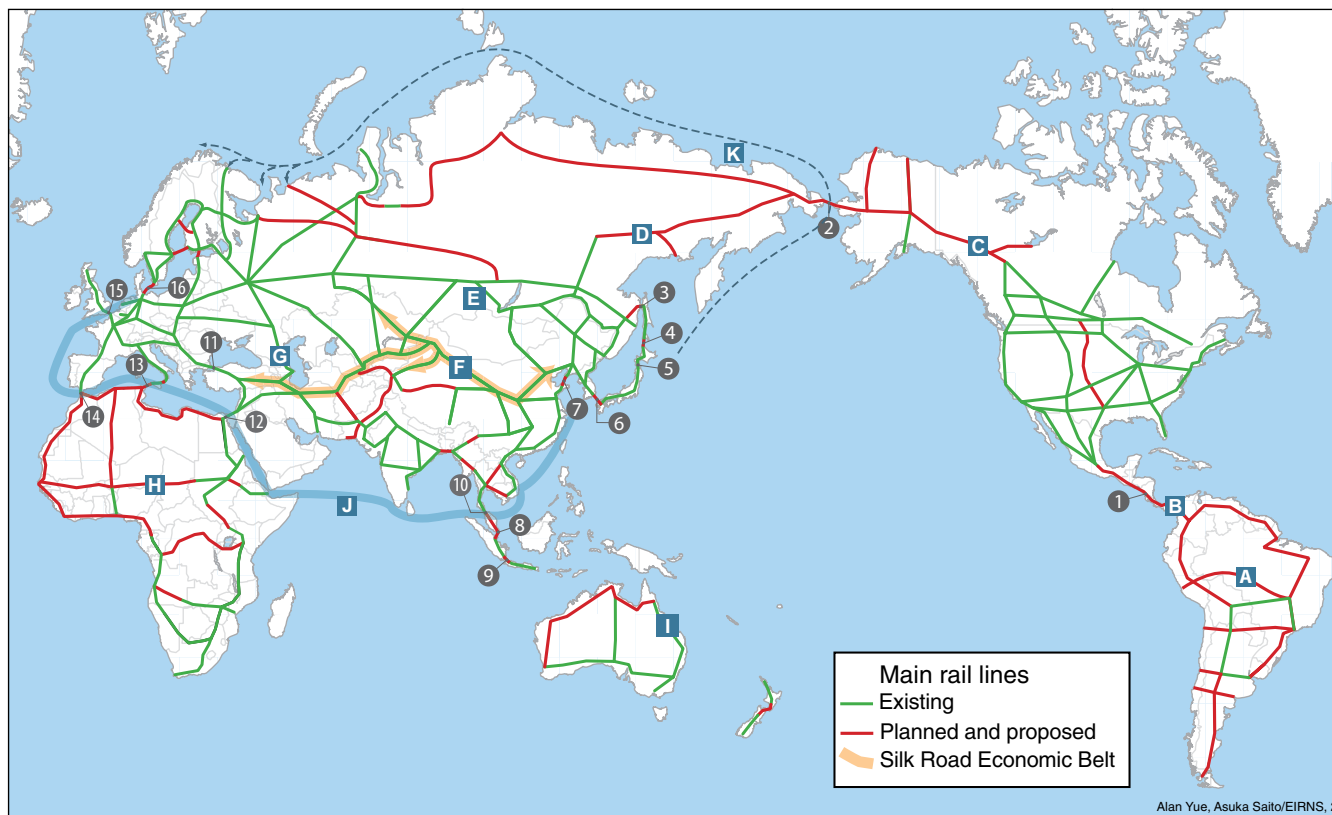 K
2
D
C
16
15
E
3
4
11
G
F
5
13
7
14
12
6
H
10
J
8
1
B
9
A
I
Main rail lines
Existing
Planned and proposed
Silk Road Economic Belt
Alan Yue, Asuka Saito/EIRNS,